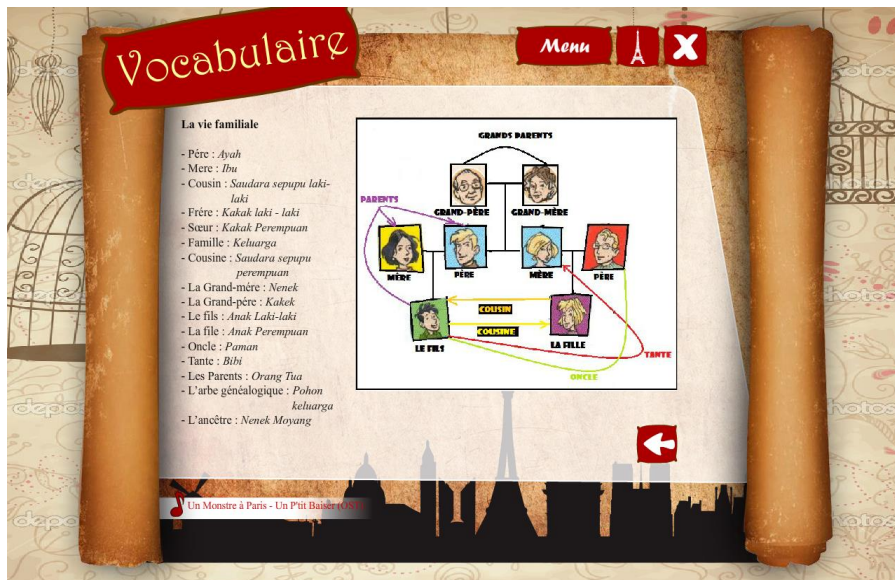 Vocabulaire
Menu
X
La vie familiale
- Pére : Ayah
- Mere : Ibu
- Cousin : Saudara sepupu laki-
laki
- Frére : Kakak laki - laki
- Sœur : Kakak Perempuan
- Famille : Keluarga
- Cousine : Saudara sepupu
perempuan
- La Grand-mére : Nenek
- La Grand-pére : Kakek
- Le fils : Anak Laki-laki
- La file : Anak Perempuan
- Oncle : Paman
- Tante : Bibi
- Les Parents : Orang Tua
- L'arbe généalogique : Pohon
keluarga
- L'ancêtre : Nenek Moyang
GRANDS PARENTS
GRAND-PÈRE
GRAND-MÈRE
PARENTS
MÈRE
PÈRE
MÈRE
PÈRE
COUSIN
COUSINE
LE FILS
LA FILLE
TANTE
ONCLE
Un Monstre à Paris - Un P'tit Baiser (OST)